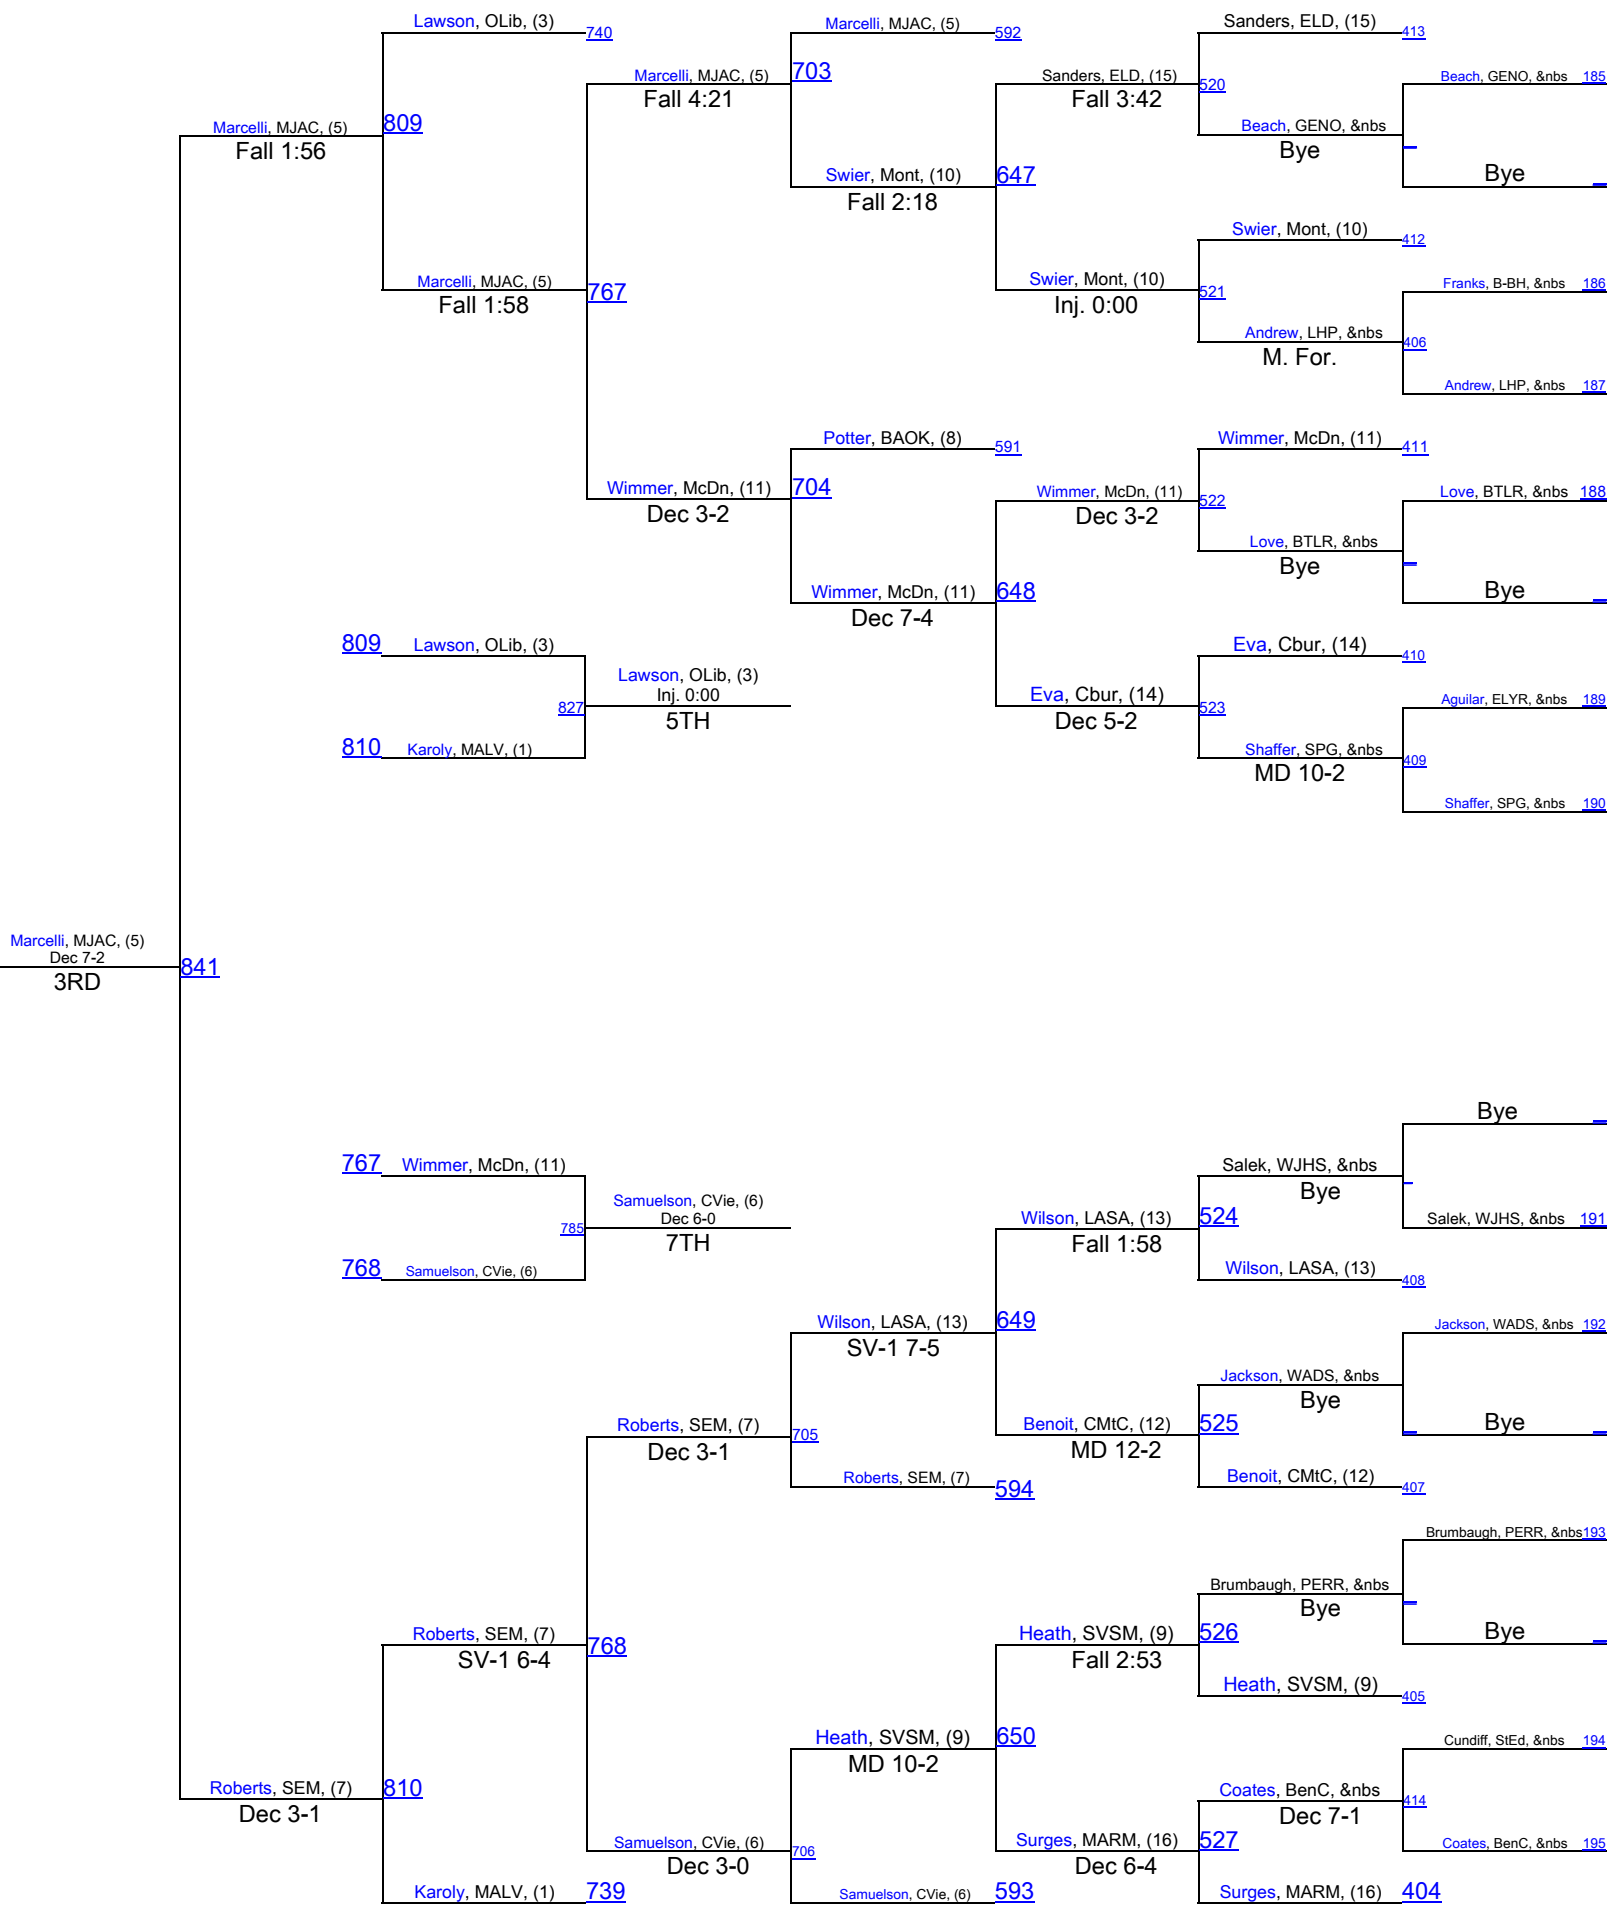 Lawson, OLib, (3)
740
Marcelli, MJAC, (5)
592
Sanders, ELD, (15)
413
Marcelli, MJAC, (5)
Fall 4:21
703
Sanders, ELD, (15)
Fall 3:42
520
Beach, GENO, &nbs 185
Marcelli, MJAC, (5)
Fall 1:56
809
Beach, GENO, &nbs
Bye
Bye
Swier, Mont, (10)
Fall 2:18
647
Swier, Mont, (10)
412
Marcelli, MJAC, (5)
Fall 1:58
767
Swier, Mont, (10)
Inj. 0:00
521
Franks, B-BH, &nbs 186
Andrew, LHP, &nbs
M. For.
406
Andrew, LHP, &nbs 187
Potter, BAOK, (8)
591
Wimmer, McDn, (11)
411
Wimmer, McDn, (11)
Dec 3-2
704
Wimmer, McDn, (11)
Dec 3-2
522
Love, BTLR, &nbs 188
Love, BTLR, &nbs
Bye
Wimmer, McDn, (11)
Dec 7-4
648
Bye
809 Lawson, OLib, (3)
Eva, Cbur, (14)
410
Lawson, OLib, (3)
Inj. 0:00
827
5TH
Eva, Cbur, (14)
Dec 5-2
523
Aguilar, ELYR, &nbs 189
810 Karoly, MALV, (1)
Shaffer, SPG, &nbs
MD 10-2
409
Shaffer, SPG, &nbs 190
Marcelli, MJAC, (5)
Dec 7-2
3RD
841
Bye
767 Wimmer, McDn, (11)
Salek, WJHS, &nbs
Bye
Samuelson, CVie, (6)
Dec 6-0
785
7TH
Wilson, LASA, (13)
Fall 1:58
524
Salek, WJHS, &nbs 191
768 Samuelson, CVie, (6)
Wilson, LASA, (13)
408
Wilson, LASA, (13)
SV-1 7-5
649
Jackson, WADS, &nbs 192
Jackson, WADS, &nbs
Bye
Roberts, SEM, (7)
Dec 3-1
705
Benoit, CMtC, (12)
MD 12-2
525
Bye
Roberts, SEM, (7)
594
Benoit, CMtC, (12)
407
Brumbaugh, PERR, &nbs193
Brumbaugh, PERR, &nbs
Bye
Roberts, SEM, (7)
SV-1 6-4
768
Heath, SVSM, (9)
Fall 2:53
526
Bye
Heath, SVSM, (9)
405
Heath, SVSM, (9)
MD 10-2
650
Cundiff, StEd, &nbs 194
Roberts, SEM, (7)
Dec 3-1
810
Coates, BenC, &nbs
Dec 7-1
414
Samuelson, CVie, (6)
Dec 3-0
706
Surges, MARM, (16)
Dec 6-4
527
Coates, BenC, &nbs 195
Karoly, MALV, (1)
739
Samuelson, CVie, (6)
593
Surges, MARM, (16)
404